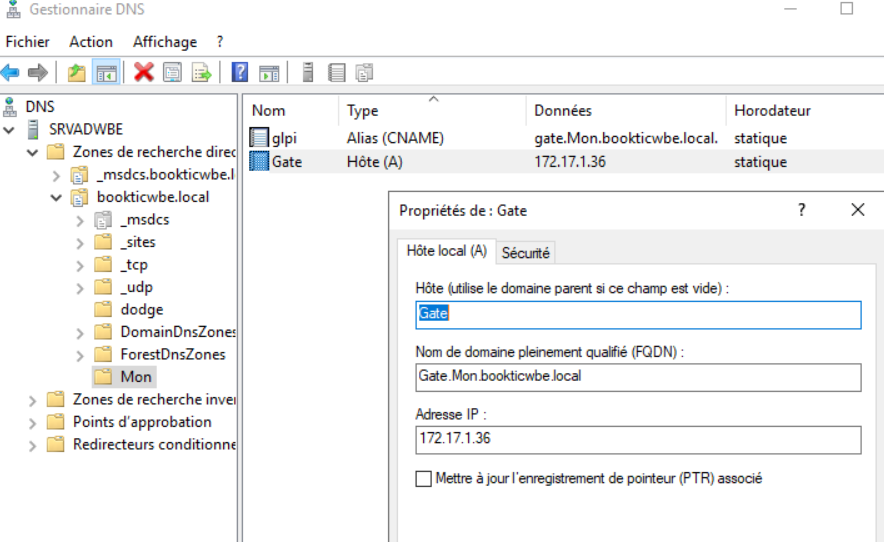 Gestionnaire DNS
Fichier Action Affichage ?
DNS
SRVADWBE
Zones de recherche direc
_msdcs.bookticwbe.l
bookticwbe.local
_msdcs
_sites
_tcp
_udp
dodge
DomainDnsZones
ForestDnsZones
Mon
Zones de recherche inver
Points d'approbation
Redirecteurs conditionne
Nom Type Données Horodateur
glpi Alias (CNAME) gate.Mon.bookticwbe.local. statique
Gate Hôte (A) 172.17.1.36 statique
Propriétés de : Gate ?
Hôte local (A) Sécurité
Hôte (utilise le domaine parent si ce champ est vide) :
Gate
Nom de domaine pleinement qualifié (FQDN) :
Gate.Mon.bookticwbe.local
Adresse IP :
172.17.1.36
Mettre à jour l'enregistrement de pointeur (PTR) associé